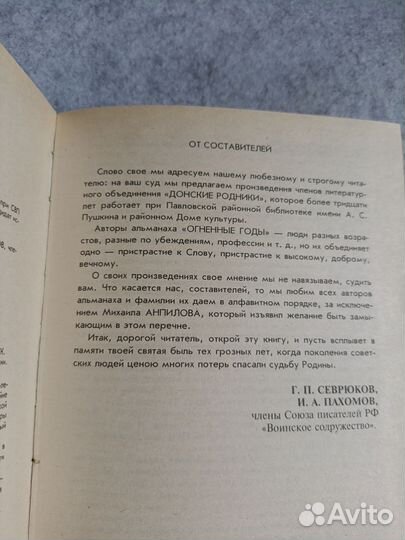 ОТ СОСТАВИТЕЛЕЙ
Слово свое мы адресуем нашему любезному и строгому чита-
телю: на ваш суд мы предлагаем произведения членов литератур-
ного объединения «ДОНСКИЕ РОДНИКИ», которое более тридцати
лет работает при Павловской районной библиотеке имени А. С.
Пушкина и районном Доме культуры.
Авторы альманаха «ОГНЕННЫЕ ГОДЫ» — люди разных воз-
растов, разные по убеждениям, профессии и т. д., но их объединяет
одно — пристрастие к Слову, пристрастие к высокому, доброму,
вечному.
О своих произведениях свое мнение мы не навязываем, судить
вам. Что касается нас, составителей, то мы любим всех авторов
альманаха и фамилии их даем в алфавитном порядке, за исключе-
нием Михаила АНПИЛОВА, который изъявил желание быть замы-
кающим в этом перечне.
Итак, дорогой читатель, открой эту книгу, и пусть всплывет в
памяти твоей святая быль тех грозных лет, когда поколения совет-
ских людей ценою многих потерь спасали судьбу Родины.
Г. П. СЕВРЮКОВ,
И. А. ПАХОМОВ,
члены Союза писателей РФ
«Воинское содружество».
Avito